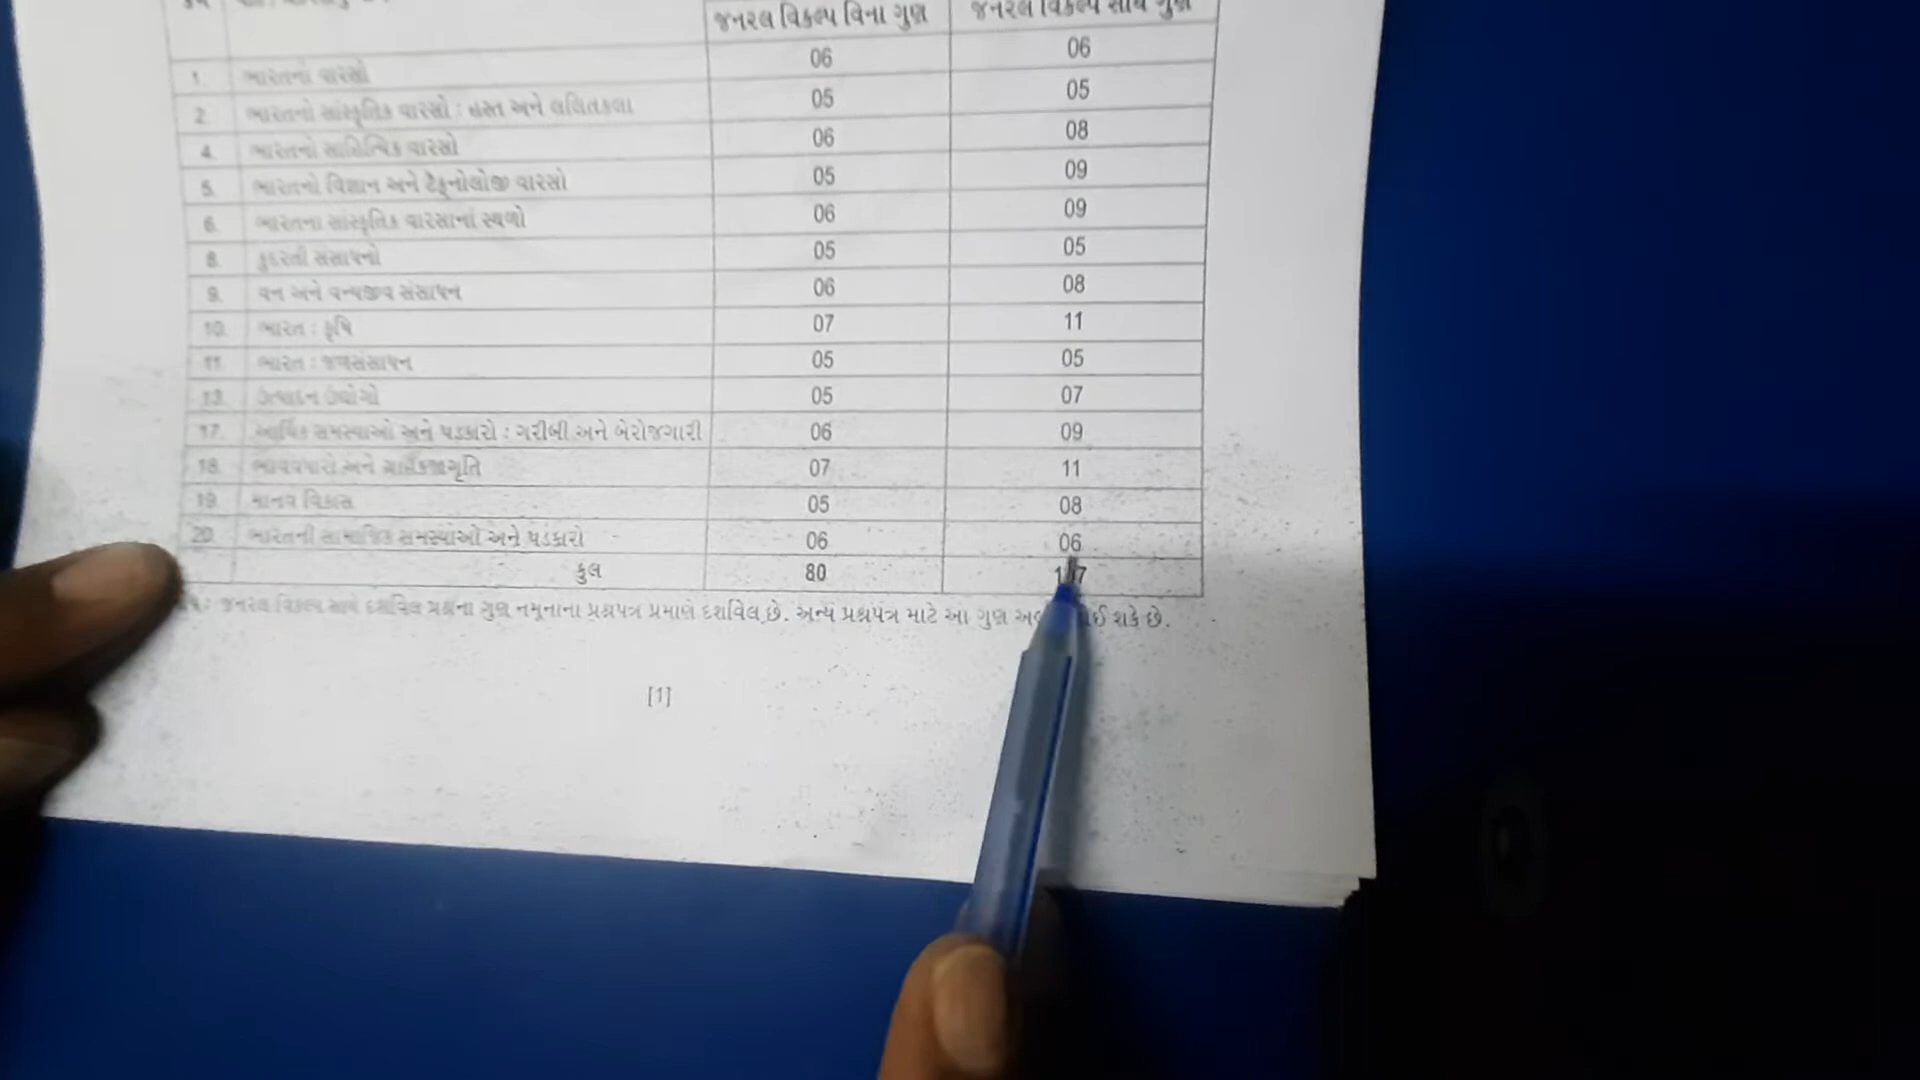 જનરલ વિકલ્પ વિના ગુણ જનરલ વિકલ્પ સાથે ગુણ
1. ભારતનો વારસો 06 06
2. ભારતનો સાંસ્કૃતિક વારસો : હસ્ત અને લલિતકલા 05 05
4. ભારતનો સાહિત્યિક વારસો 06 08
5. ભારતનો વિજ્ઞાન અને ટૅક્નોલોજી વારસો 05 09
6. ભારતના સાંસ્કૃતિક વારસાનાં સ્થળો 06 09
8. કુદરતી સંસાધનો 05 05
9. વન અને વન્યજીવ સંસાધન 06 08
10. ભારત : કૃષિ 07 11
11. ભારત : જળસંસાધન 05 05
13. ઉત્પાદન ઉદ્યોગો 05 07
17. આર્થિક સમસ્યાઓ અને પડકારો : ગરીબી અને બેરોજગારી 06 09
18. ભાવવધારો અને ગ્રાહકજાગૃતિ 07 11
19. માનવ વિકાસ 05 08
20. ભારતની સામાજિક સમસ્યાઓ અને પડકારો 06 06
કુલ 80
જનરલ વિકલ્પ સાથે દર્શાવેલ પ્રશ્નના ગુણ નમૂનાના પ્રશ્નપત્ર પ્રમાણે દર્શાવેલ છે. અન્ય પ્રશ્નપત્ર માટે આ ગુણ શકે છે.
[1]